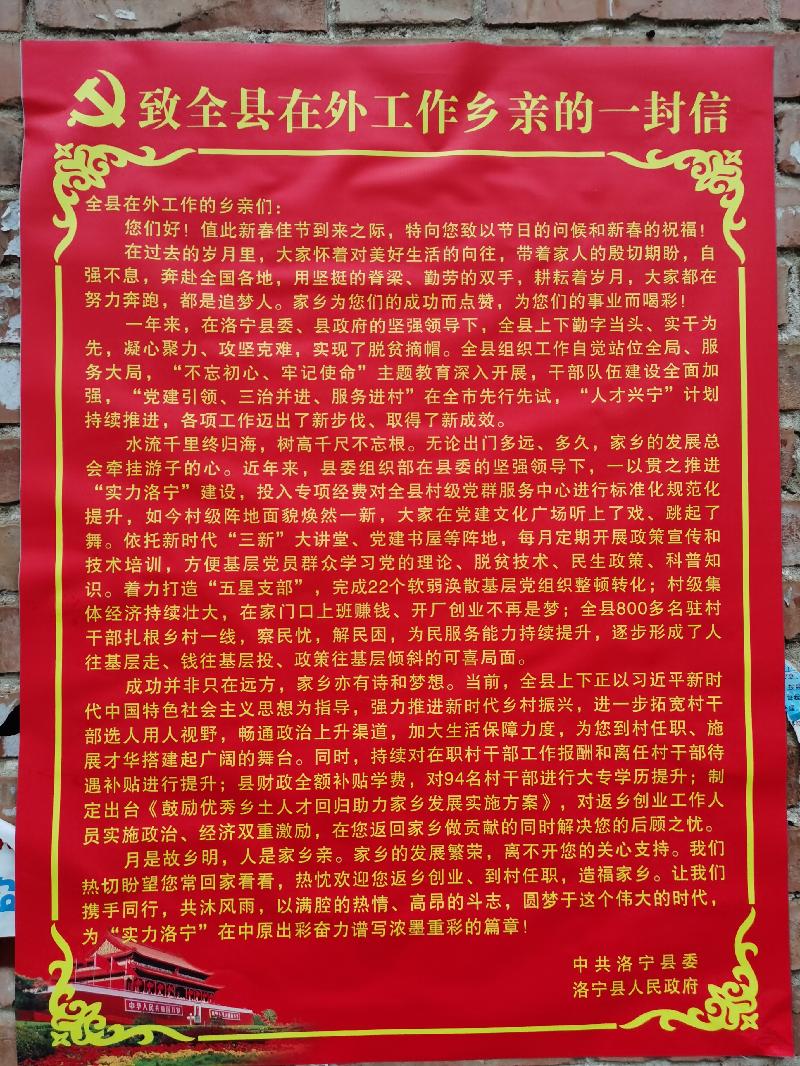 致全县在外工作乡亲的一封信
全县在外工作的乡亲们：
您们好！值此新春佳节到来之际，特向您致以节日的问候和新春的祝福！
在过去的岁月里，大家怀着对美好生活的向往，带着家人的殷切期盼，自
强不息，奔赴全国各地，用坚挺的脊梁、勤劳的双手，耕耘着岁月，大家都在
努力奔跑，都是追梦人。家乡为您们的成功而点赞，为您们的事业而喝彩！
一年来，在洛宁县委、县政府的坚强领导下，全县上下勤字当头、实干为
先，凝心聚力、攻坚克难，实现了脱贫摘帽。全县组织工作自觉站位全局、服
务大局，“不忘初心、牢记使命”主题教育深入开展，干部队伍建设全面加
强，“党建引领、三治并进、服务进村”在全市先行先试，“人才兴宁”计划
持续推进，各项工作迈出了新步伐、取得了新成效。
水流千里终归海，树高千尺不忘根。无论出门多远、多久，家乡的发展总
会牵挂游子的心。近年来，县委组织部在县委的坚强领导下，一以贯之推进
“实力洛宁”建设，投入专项经费对全县村级党群服务中心进行标准化规范化
提升，如今村级阵地面貌焕然一新，大家在党建文化广场听上了戏、跳起了
舞。依托新时代“三新”大讲堂、党建书屋等阵地，每月定期开展政策宣传和
技术培训，方便基层党员群众学习党的理论、脱贫技术、民生政策、科普知
识。着力打造“五星支部”，完成22个软弱涣散基层党组织整顿转化；村级集
体经济持续壮大，在家门口上班赚钱、开厂创业不再是梦；全县800多名驻村
干部扎根乡村一线，察民忧，解民困，为民服务能力持续提升，逐步形成了人
往基层走、钱往基层投、政策往基层倾斜的可喜局面。
成功并非只在远方，家乡亦有诗和梦想。当前，全县上下正以习近平新时
代中国特色社会主义思想为指导，强力推进新时代乡村振兴，进一步拓宽村干
部选人用人视野，畅通政治上升渠道，加大生活保障力度，为您到村任职、施
展才华搭建起广阔的舞台。同时，持续对在职村干部工作报酬和离任村干部待
遇补贴进行提升；县财政全额补贴学费，对94名村干部进行大专学历提升；制
定出台《鼓励优秀乡土人才回归助力家乡发展实施方案》，对返乡创业工作人
员实施政治、经济双重激励，在您返回家乡做贡献的同时解决您的后顾之忧。
月是故乡明，人是家乡亲。家乡的发展繁荣，离不开您的关心支持。我们
热切盼望您常回家看看，热忱欢迎您返乡创业、到村任职，造福家乡。让我们
携手同行，共沐风雨，以满腔的热情、高昂的斗志，圆梦于这个伟大的时代，
为“实力洛宁”在中原出彩奋力谱写浓墨重彩的篇章！
中共洛宁县委
洛宁县人民政府